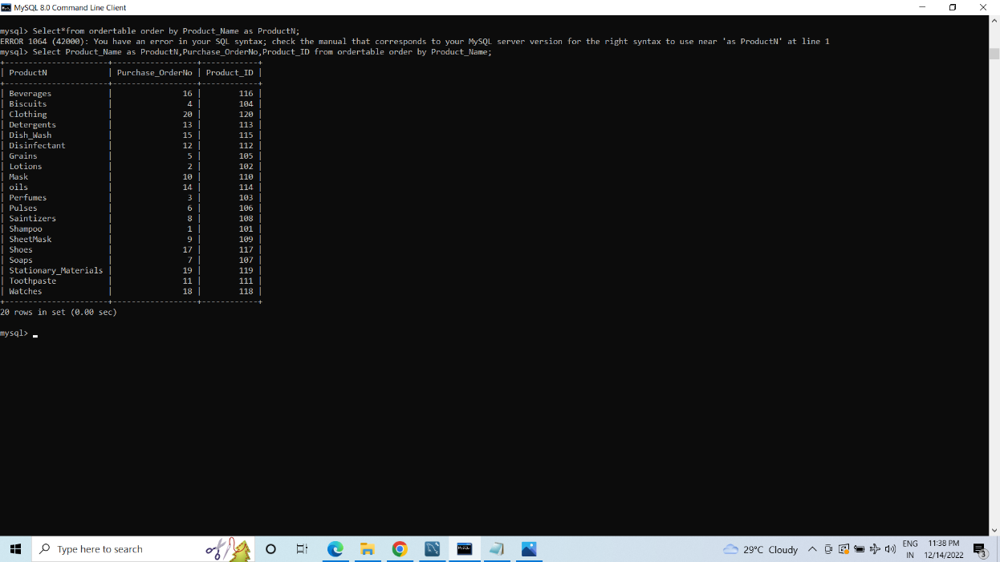 MySQL 8.0 Command Line Client
mysql> Select*from ordertable order by Product_Name as ProductN;
ERROR 1064 (42000): You have an error in your SQL syntax; check the manual that corresponds to your MySQL server version for the right syntax to use near 'as ProductN' at line 1
mysql> Select Product_Name as ProductN,Purchase_OrderNo,Product_ID from ordertable order by Product_Name;
+----------------------+------------------+------------+
| ProductN             | Purchase_OrderNo | Product_ID |
+----------------------+------------------+------------+
| Beverages            |               16 |        116 |
| Biscuits             |                4 |        104 |
| Clothing             |               20 |        120 |
| Detergents           |               13 |        113 |
| Dish_Wash            |               15 |        115 |
| Disinfectant         |               12 |        112 |
| Grains               |                5 |        105 |
| Lotions              |                2 |        102 |
| Mask                 |               10 |        110 |
| oils                 |               14 |        114 |
| Perfumes             |                3 |        103 |
| Pulses               |                6 |        106 |
| Saintizers           |                8 |        108 |
| Shampoo              |                1 |        101 |
| SheetMask            |                9 |        109 |
| Shoes                |               17 |        117 |
| Soaps                |                7 |        107 |
| Stationary_Materials |               19 |        119 |
| Toothpaste           |               11 |        111 |
| Watches              |               18 |        118 |
+----------------------+------------------+------------+
20 rows in set (0.00 sec)
mysql> _
Type here to search
29°C Cloudy
ENG
IN
11:38 PM
12/14/2022
3